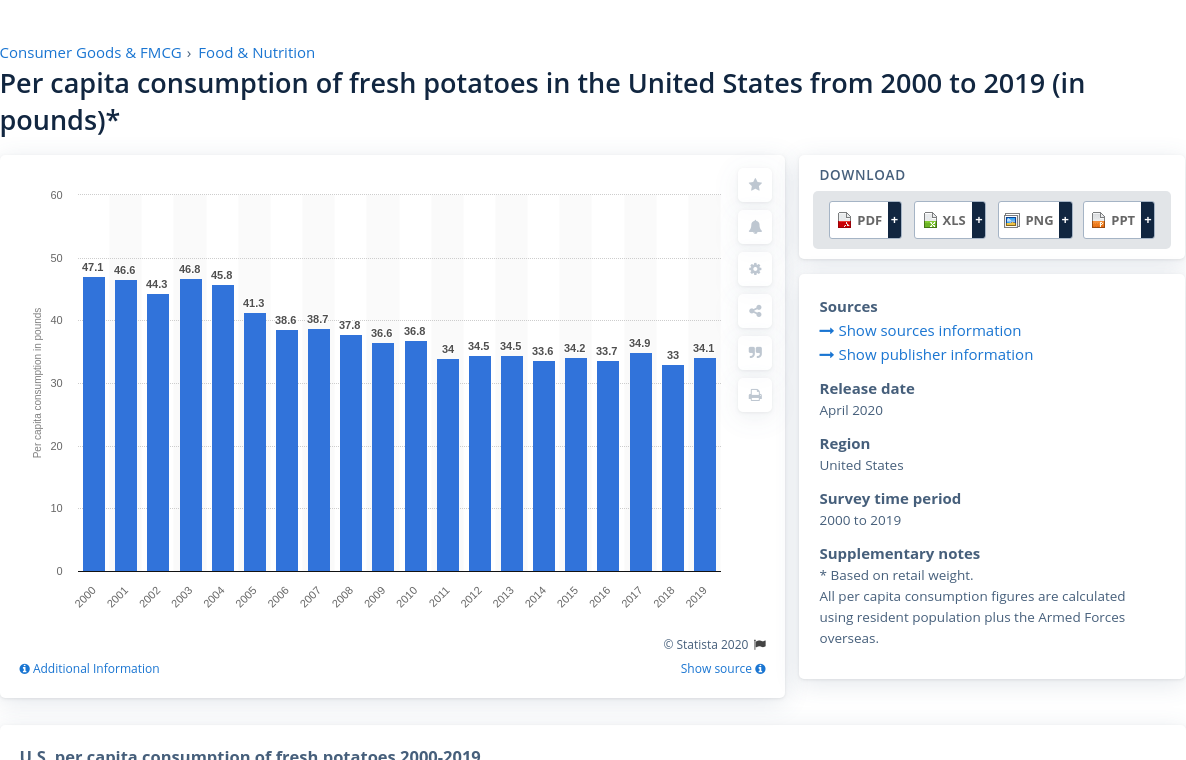 Consumer Goods & FMCG › Food & Nutrition
Per capita consumption of fresh potatoes in the United States from 2000 to 2019 (in
pounds)*
Per capita consumption in pounds
60
50
40
30
20
10
0
47.1
46.6
44.3
46.8
45.8
41.3
38.6
38.7
37.8
36.6
36.8
34
34.5
34.5
33.6
34.2
33.7
34.9
33
34.1
2000
2001
2002
2003
2004
2005
2006
2007
2008
2009
2010
2011
2012
2013
2014
2015
2016
2017
2018
2019
© Statista 2020
Additional Information
Show source
DOWNLOAD
PDF + XLS + PNG + PPT +
Sources
Show sources information
Show publisher information
Release date
April 2020
Region
United States
Survey time period
2000 to 2019
Supplementary notes
* Based on retail weight.
All per capita consumption figures are calculated
using resident population plus the Armed Forces
overseas.
U.S. per capita consumption of fresh potatoes 2000-2019